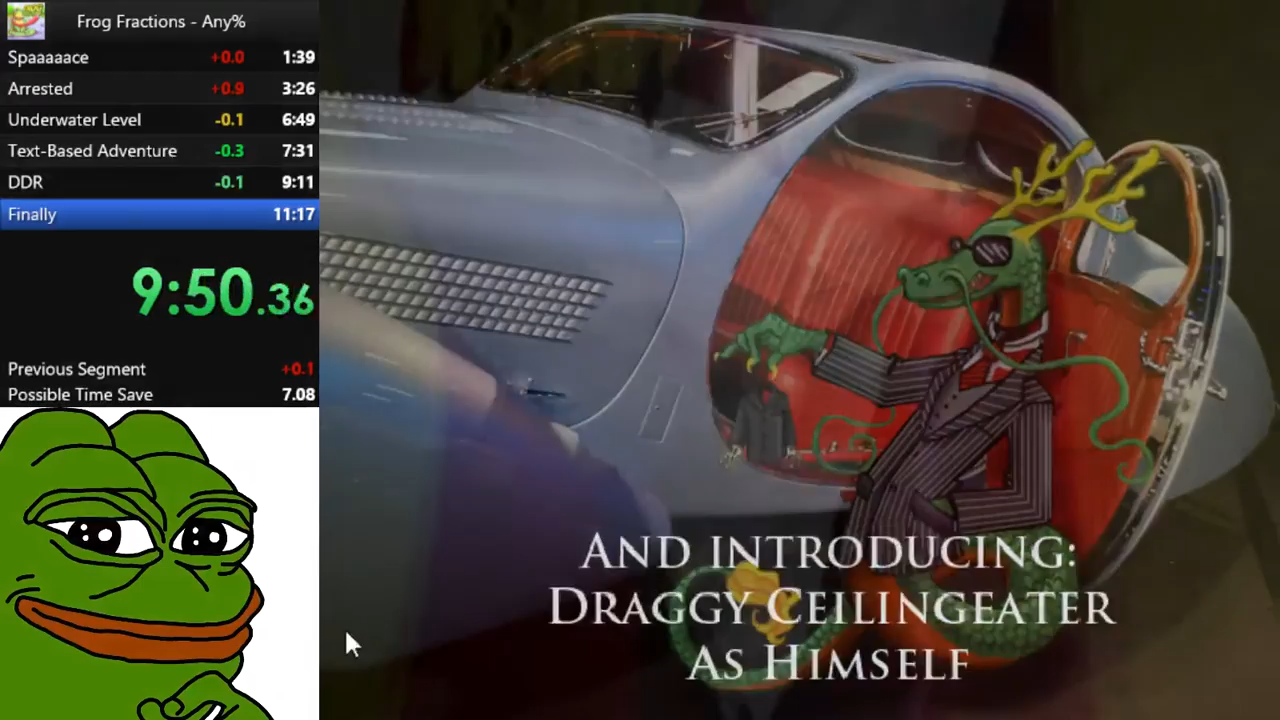 Frog Fractions - Any%
Spaaaaace +0.0 1:39
Arrested +0.9 3:26
Underwater Level -0.1 6:49
Text-Based Adventure -0.3 7:31
DDR -0.1 9:11
Finally 11:17
9:50.36
Previous Segment +0.1
Possible Time Save 7.08
AND INTRODUCING:
DRAGGY CEILINGEATER
AS HIMSELF